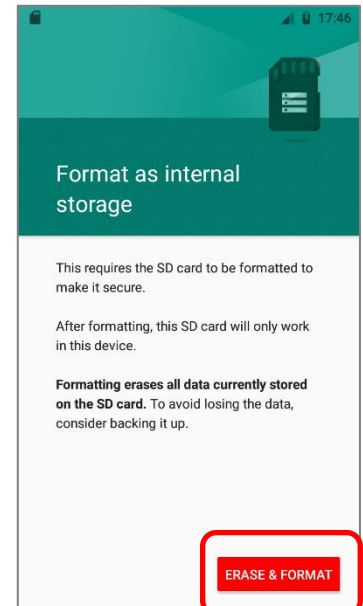 17:46
Format as internal
storage
This requires the SD card to be formatted to
make it secure.
After formatting, this SD card will only work
in this device.
Formatting erases all data currently stored
on the SD card. To avoid losing the data,
consider backing it up.
ERASE & FORMAT